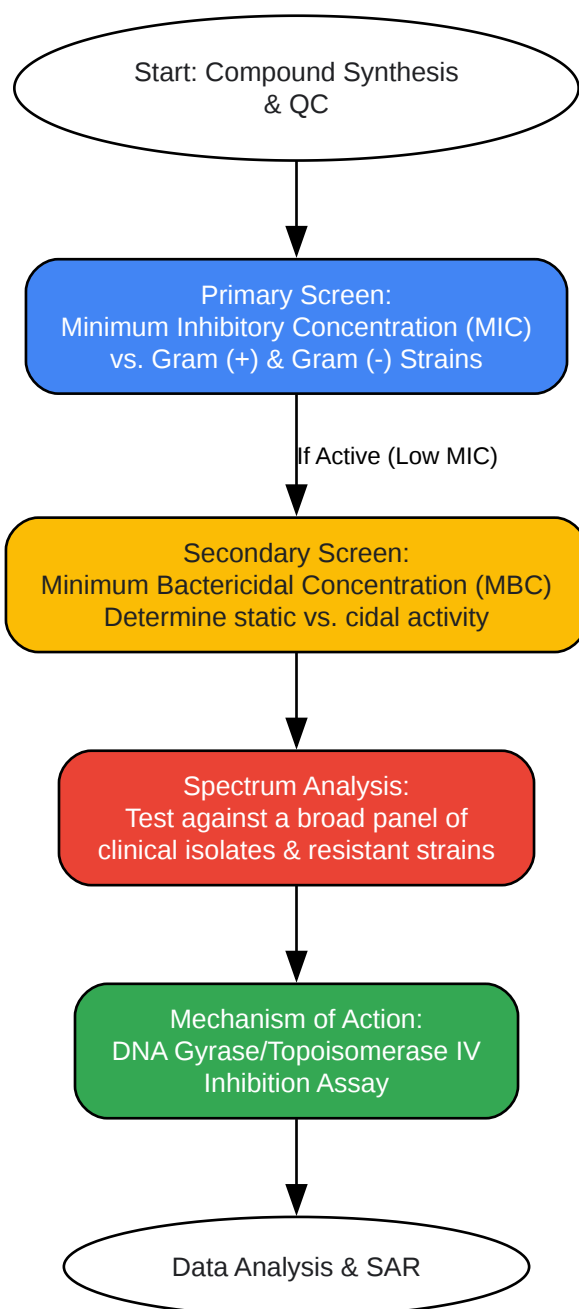 Start: Compound Synthesis
& QC
Primary Screen:
Minimum Inhibitory Concentration (MIC)
vs. Gram (+) & Gram (-) Strains
If Active (Low MIC)
Secondary Screen:
Minimum Bactericidal Concentration (MBC)
Determine static vs. cidal activity
Spectrum Analysis:
Test against a broad panel of
clinical isolates & resistant strains
Mechanism of Action:
DNA Gyrase/Topoisomerase IV
Inhibition Assay
Data Analysis & SAR